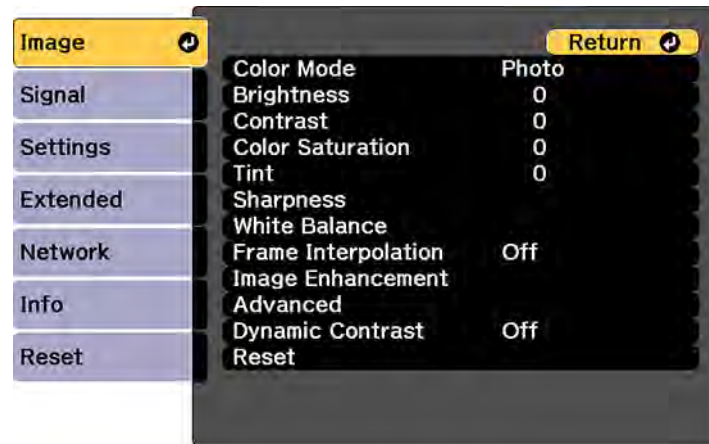 Image
Signal
Settings
Extended
Network
Info
Reset
Return
Color Mode Photo
Brightness 0
Contrast 0
Color Saturation 0
Tint 0
Sharpness
White Balance
Frame Interpolation Off
Image Enhancement
Advanced
Dynamic Contrast Off
Reset